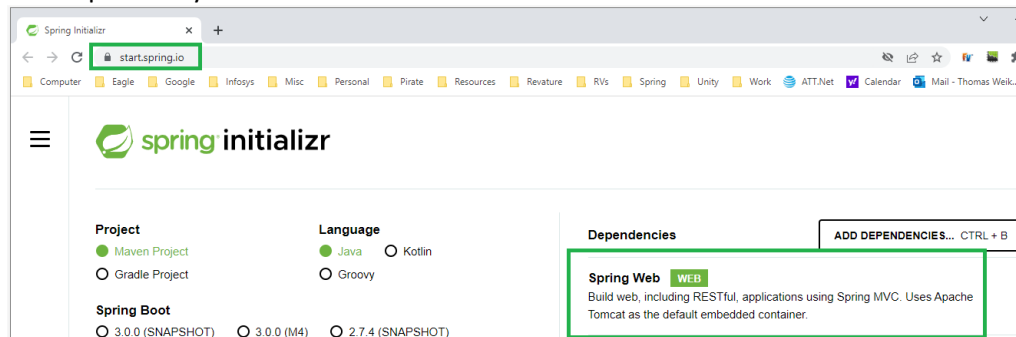 Spring Initializr
start.spring.io
Computer Eagle Google Infosys Misc Personal Pirate Resources Revature RVs Spring Unity Work ATT.Net Calendar Mail - Thomas Weik...
spring initializr
Project
Language
Maven Project
Java
Kotlin
Gradle Project
Groovy
Spring Boot
3.0.0 (SNAPSHOT)
3.0.0 (M4)
2.7.4 (SNAPSHOT)
Dependencies
ADD DEPENDENCIES... CTRL + B
Spring Web WEB
Build web, including RESTful, applications using Spring MVC. Uses Apache
Tomcat as the default embedded container.